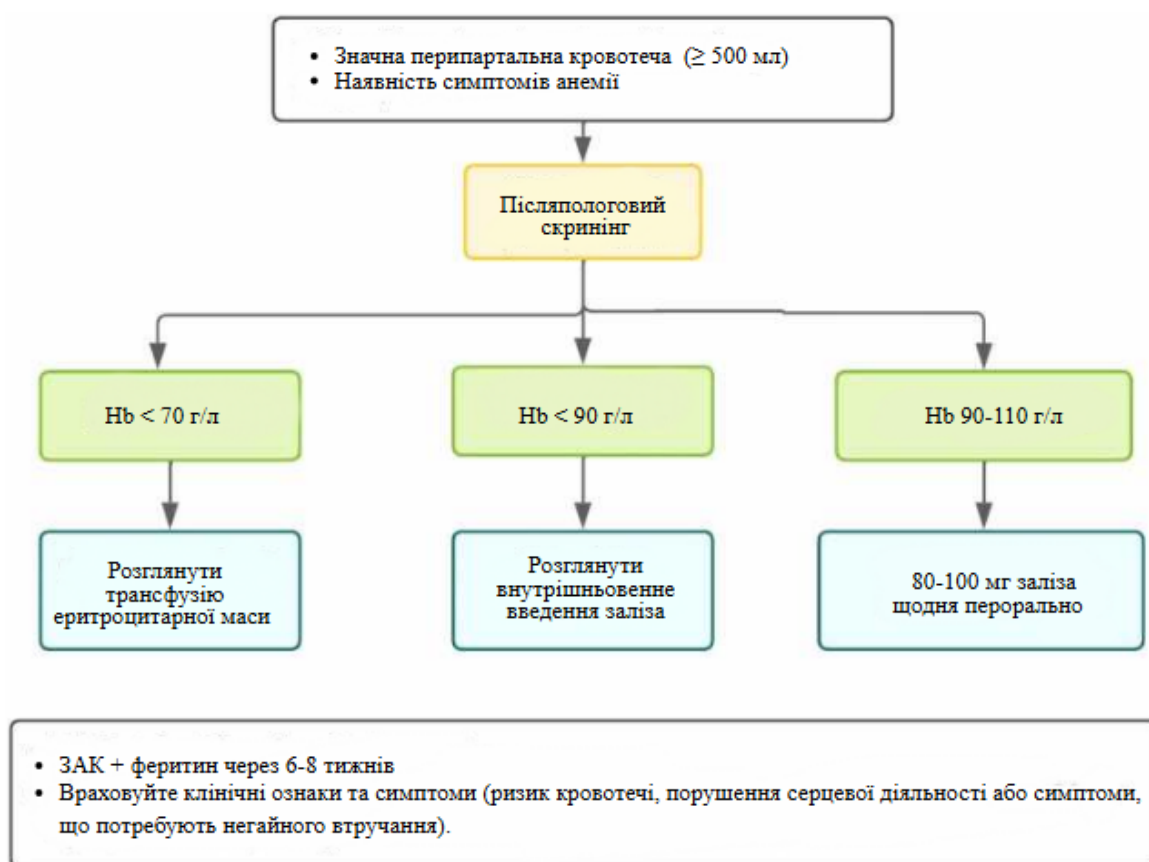 • Значна перипартальна кровотеча (≥ 500 мл)
• Наявність симптомів анемії
Післяпологовий
скринінг
Hb < 70 г/л
Hb < 90 г/л
Hb 90-110 г/л
Розглянути
трансфузію
еритроцитарної маси
Розглянути
внутрішньовенне
введення заліза
80-100 мг заліза
щодня перорально
• ЗАК + феритин через 6-8 тижнів
• Враховуйте клінічні ознаки та симптоми (ризик кровотечі, порушення серцевої діяльності або симптоми,
що потребують негайного втручання).